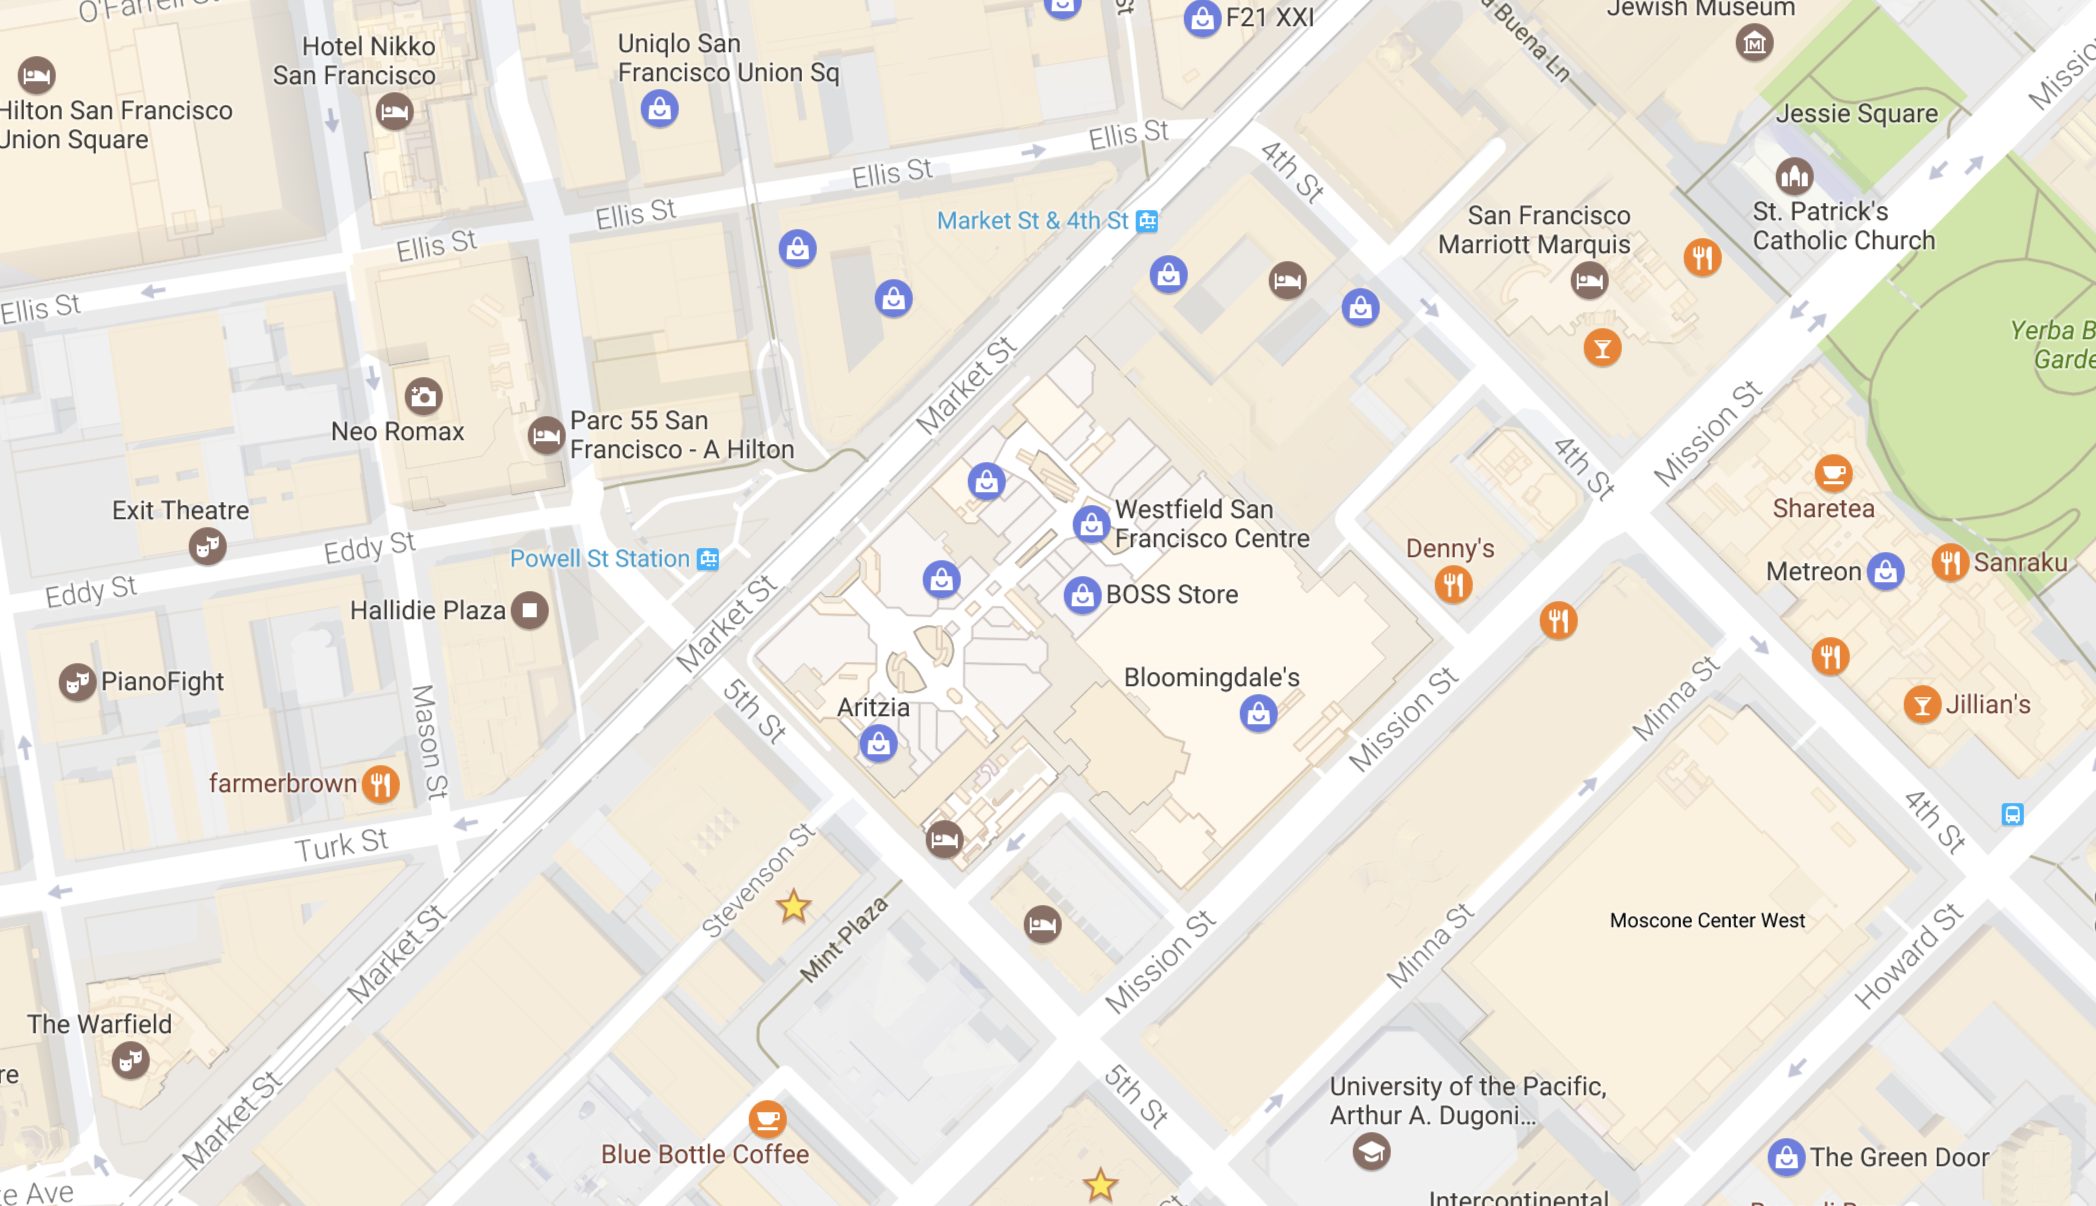 O'Farrell St
Hotel Nikko
San Francisco
Hilton San Francisco
Union Square
Uniqlo San
Francisco Union Sq
St
F21 XXI
a Buena Ln
Jewish Museum
Jessie Square
St. Patrick's
Catholic Church
San Francisco
Marriott Marquis
Yerba B
Garde
Ellis St
Ellis St
Ellis St
Ellis St
Ellis St
Market St & 4th St
4th St
Market St
Neo Romax
Parc 55 San
Francisco - A Hilton
Exit Theatre
Eddy St
Eddy St
Powell St Station
Hallidie Plaza
Market St
Westfield San
Francisco Centre
BOSS Store
Bloomingdale's
Aritzia
Denny's
4th St
Mission St
Sharetea
Metreon
Sanraku
Jillian's
PianoFight
Mason St
farmerbrown
Turk St
5th St
Mission St
Minna St
4th St
Stevenson St
Mint Plaza
Market St
Mission St
Minna St
Moscone Center West
Howard St
The Warfield
re
Market St
Blue Bottle Coffee
5th St
University of the Pacific,
Arthur A. Dugoni...
The Green Door
Intercontinental
e Ave